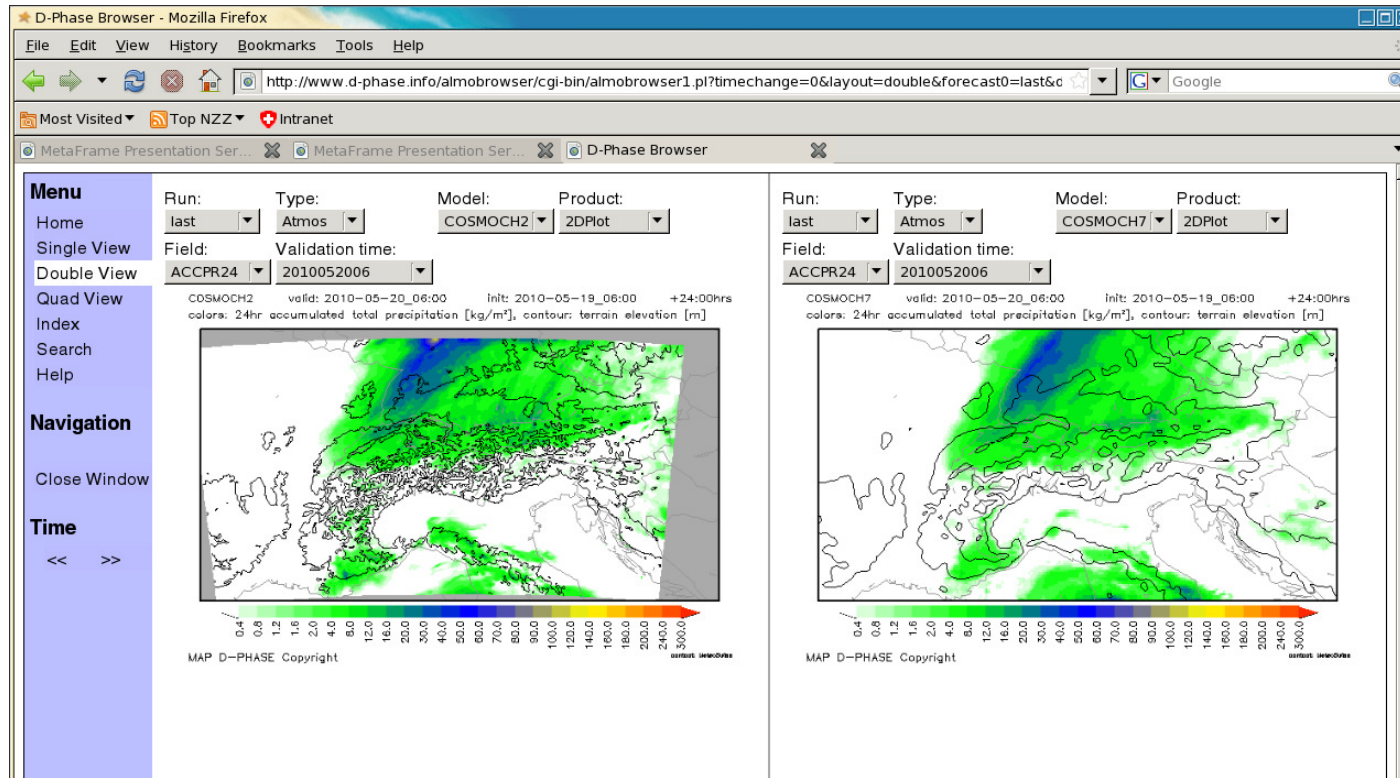 D-Phase Browser - Mozilla Firefox
File Edit View History Bookmarks Tools Help
http://www.d-phase.info/almobrowser/cgi-bin/almobrowser1.pl?timechange=0&layout=double&forecast0=last&d
G Google
Most Visited Top NZZ Intranet
MetaFrame Presentation Ser... MetaFrame Presentation Ser... D-Phase Browser
Menu
Home
Single View
Double View
Quad View
Index
Search
Help
Navigation
Close Window
Time
<< >>
Run: Type: Model: Product:
last Atmos COSMOCH2 2DPlot
Field: Validation time:
ACCPR24 2010052006
COSMOCH2 valid: 2010-05-20_06:00 init: 2010-05-19_06:00 +24:00hrs
colors: 24hr accumulated total precipitation [kg/m²], contour: terrain elevation [m]
0.4 0.8 1.2 1.6 2.0 4.0 8.0 12.0 16.0 20.0 30.0 40.0 50.0 60.0 70.0 80.0 90.0 100.0 120.0 140.0 160.0 180.0 200.0 240.0 300.0
MAP D-PHASE Copyright
contact: MeteoSwiss
Run: Type: Model: Product:
last Atmos COSMOCH7 2DPlot
Field: Validation time:
ACCPR24 2010052006
COSMOCH7 valid: 2010-05-20_06:00 init: 2010-05-19_06:00 +24:00hrs
colors: 24hr accumulated total precipitation [kg/m²], contour: terrain elevation [m]
0.4 0.8 1.2 1.6 2.0 4.0 8.0 12.0 16.0 20.0 30.0 40.0 50.0 60.0 70.0 80.0 90.0 100.0 120.0 140.0 160.0 180.0 200.0 240.0 300.0
MAP D-PHASE Copyright
contact: MeteoSwiss